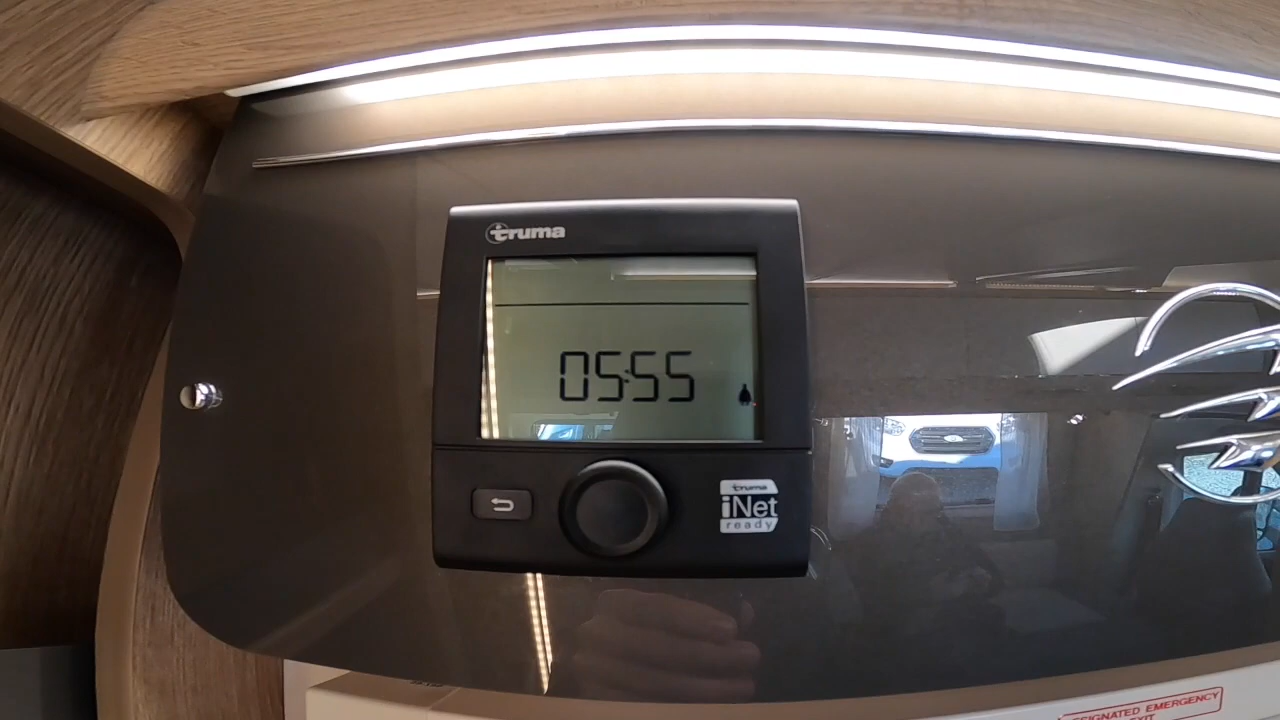 truma
05:55
truma
iNet
ready
DESIGNATED EMERGENCY
EXIT